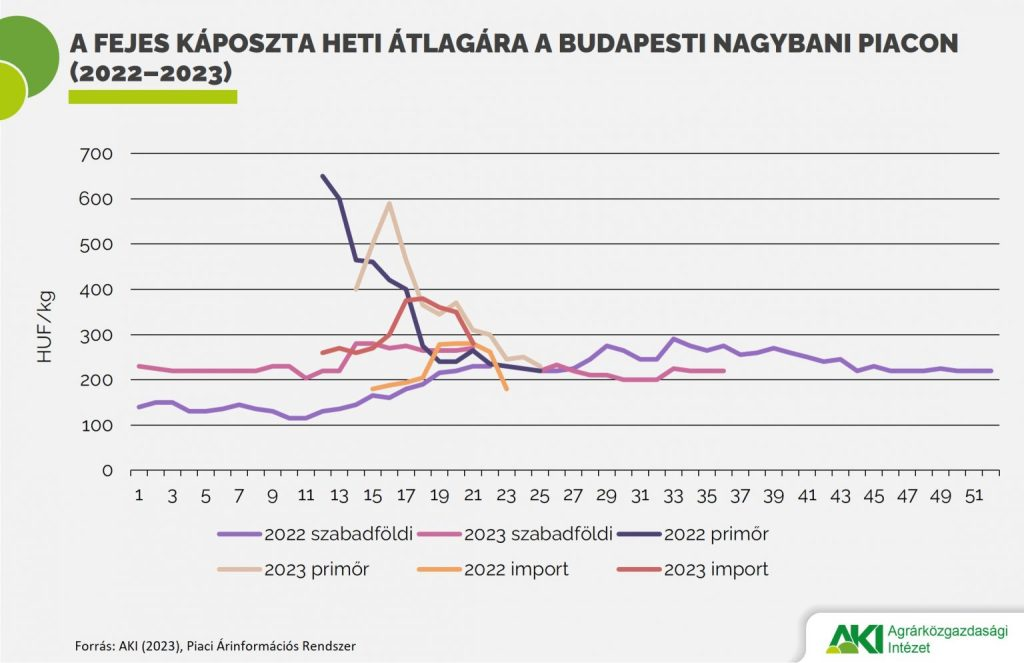 A FEJES KÁPOSZTA HETI ÁTLAGÁRA A BUDAPESTI NAGYBANI PIACON
(2022–2023)
700
600
500
400
300
200
100
0
HUF/kg
1 3 5 7 9 11 13 15 17 19 21 23 25 27 29 31 33 35 37 39 41 43 45 47 49 51
2022 szabadföldi 2023 szabadföldi 2022 primőr
2023 primőr 2022 import 2023 import
Forrás: AKI (2023), Piaci Árinformációs Rendszer
AKI Agrárközgazdasági
Intézet